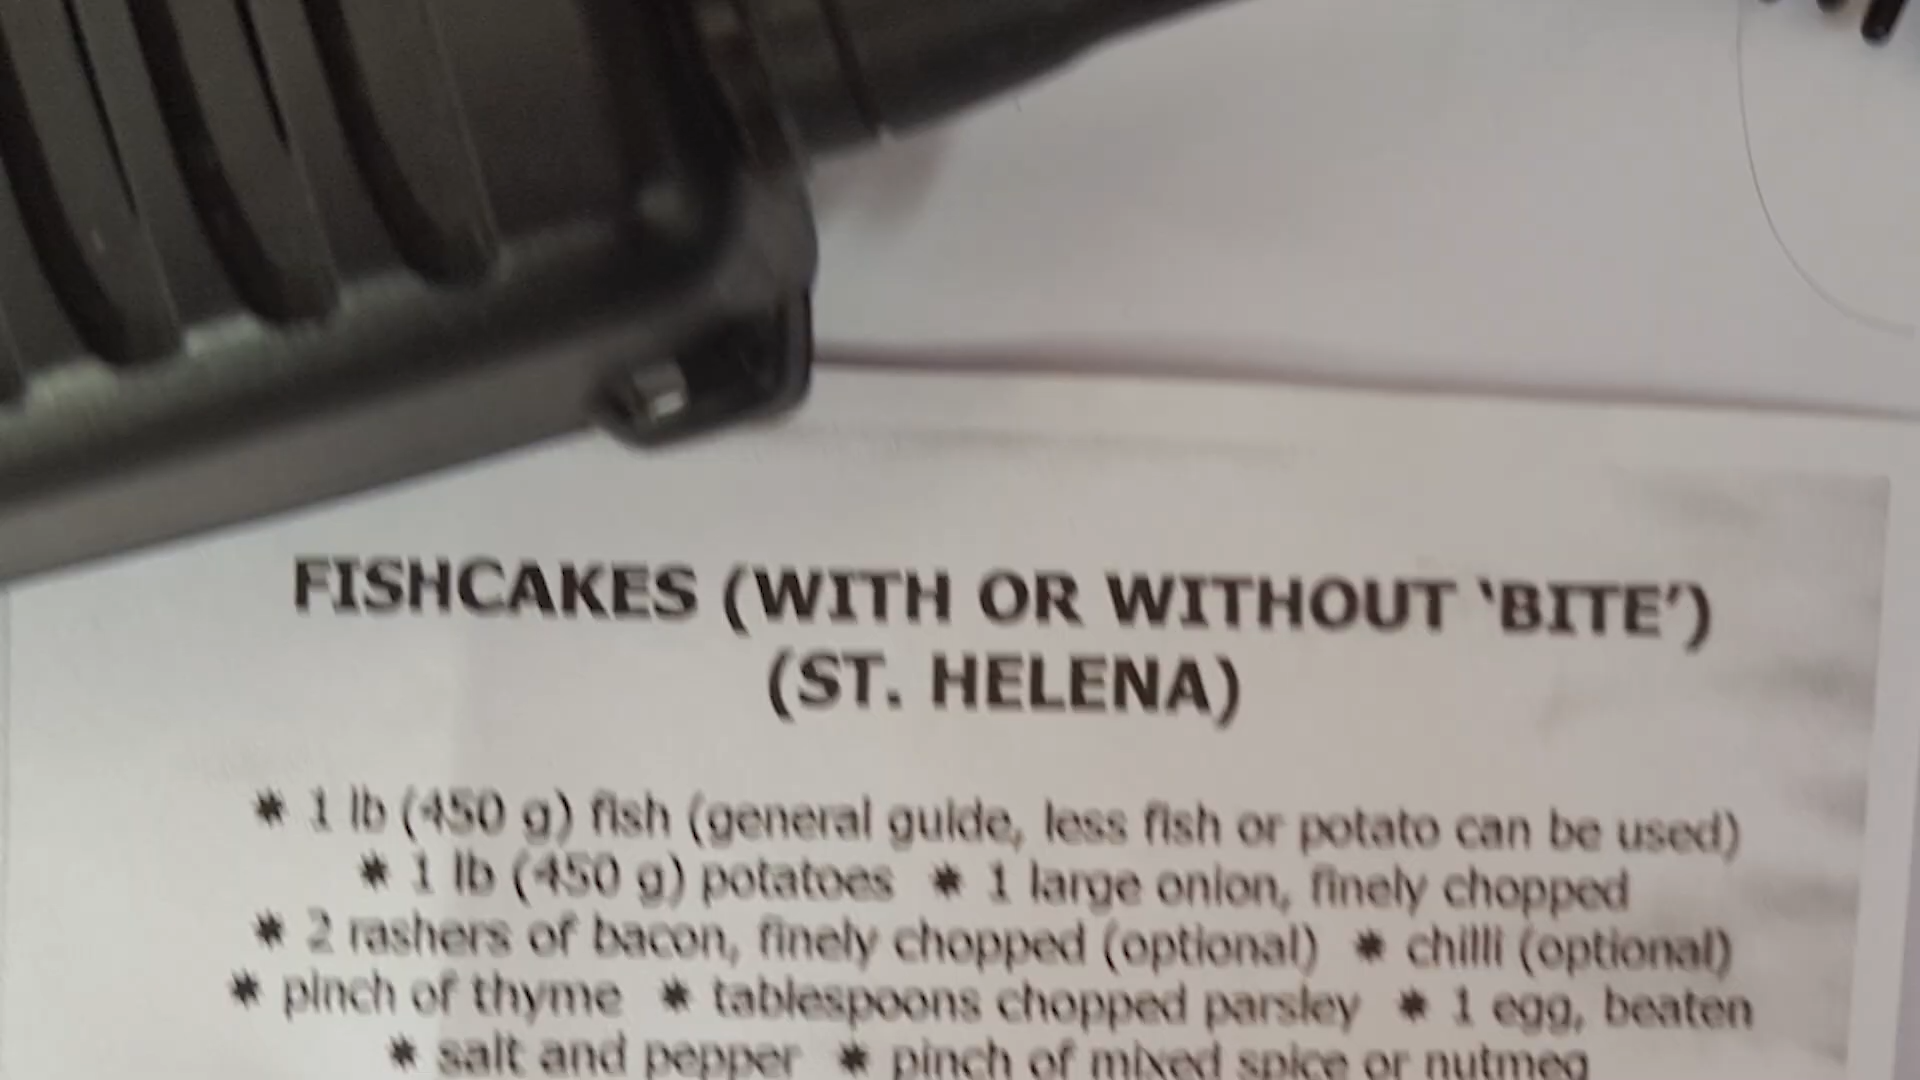 FISHCAKES (WITH OR WITHOUT ‘BITE’)
(ST. HELENA)
* 1 lb (450 g) fish (general guide, less fish or potato can be used)
* 1 lb (450 g) potatoes * 1 large onion, finely chopped
* 2 rashers of bacon, finely chopped (optional) * chilli (optional)
* pinch of thyme * tablespoons chopped parsley * 1 egg, beaten
* salt and pepper * pinch of mixed spice or nutmeg